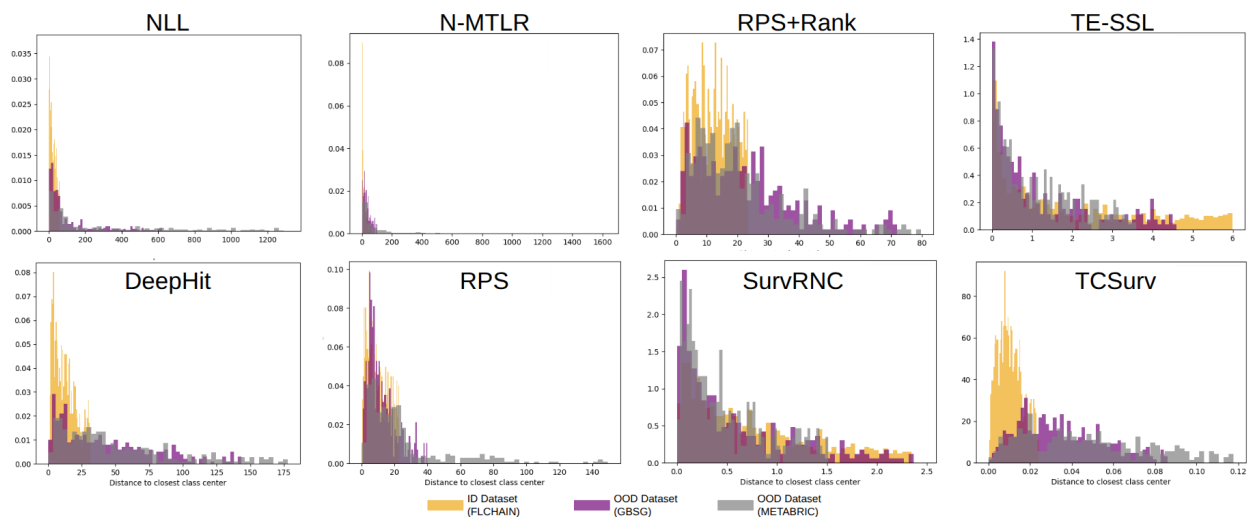 NLL
0.035
0.030
0.025
0.020
0.015
0.010
0.005
0.000
0 200 400 600 800 1000 1200
N-MTLR
0.08
0.06
0.04
0.02
0.00
0 200 400 600 800 1000 1200 1400 1600
RPS+Rank
0.07
0.06
0.05
0.04
0.03
0.02
0.01
0.00
0 10 20 30 40 50 60 70 80
TE-SSL
1.4
1.2
1.0
0.8
0.6
0.4
0.2
0.0
0 1 2 3 4 5 6
DeepHit
0.08
0.07
0.06
0.05
0.04
0.03
0.02
0.01
0.00
0 25 50 75 100 125 150 175
Distance to closest class center
RPS
0.10
0.08
0.06
0.04
0.02
0.00
0 20 40 60 80 100 120 140
Distance to closest class center
SurvRNC
2.5
2.0
1.5
1.0
0.5
0.0
0.0 0.5 1.0 1.5 2.0 2.5
Distance to closest class center
TCSurv
80
60
40
20
0
0.00 0.02 0.04 0.06 0.08 0.10 0.12
Distance to closest class center
ID Dataset
(FLCHAIN)
OOD Dataset
(GBSG)
OOD Dataset
(METABRIC)